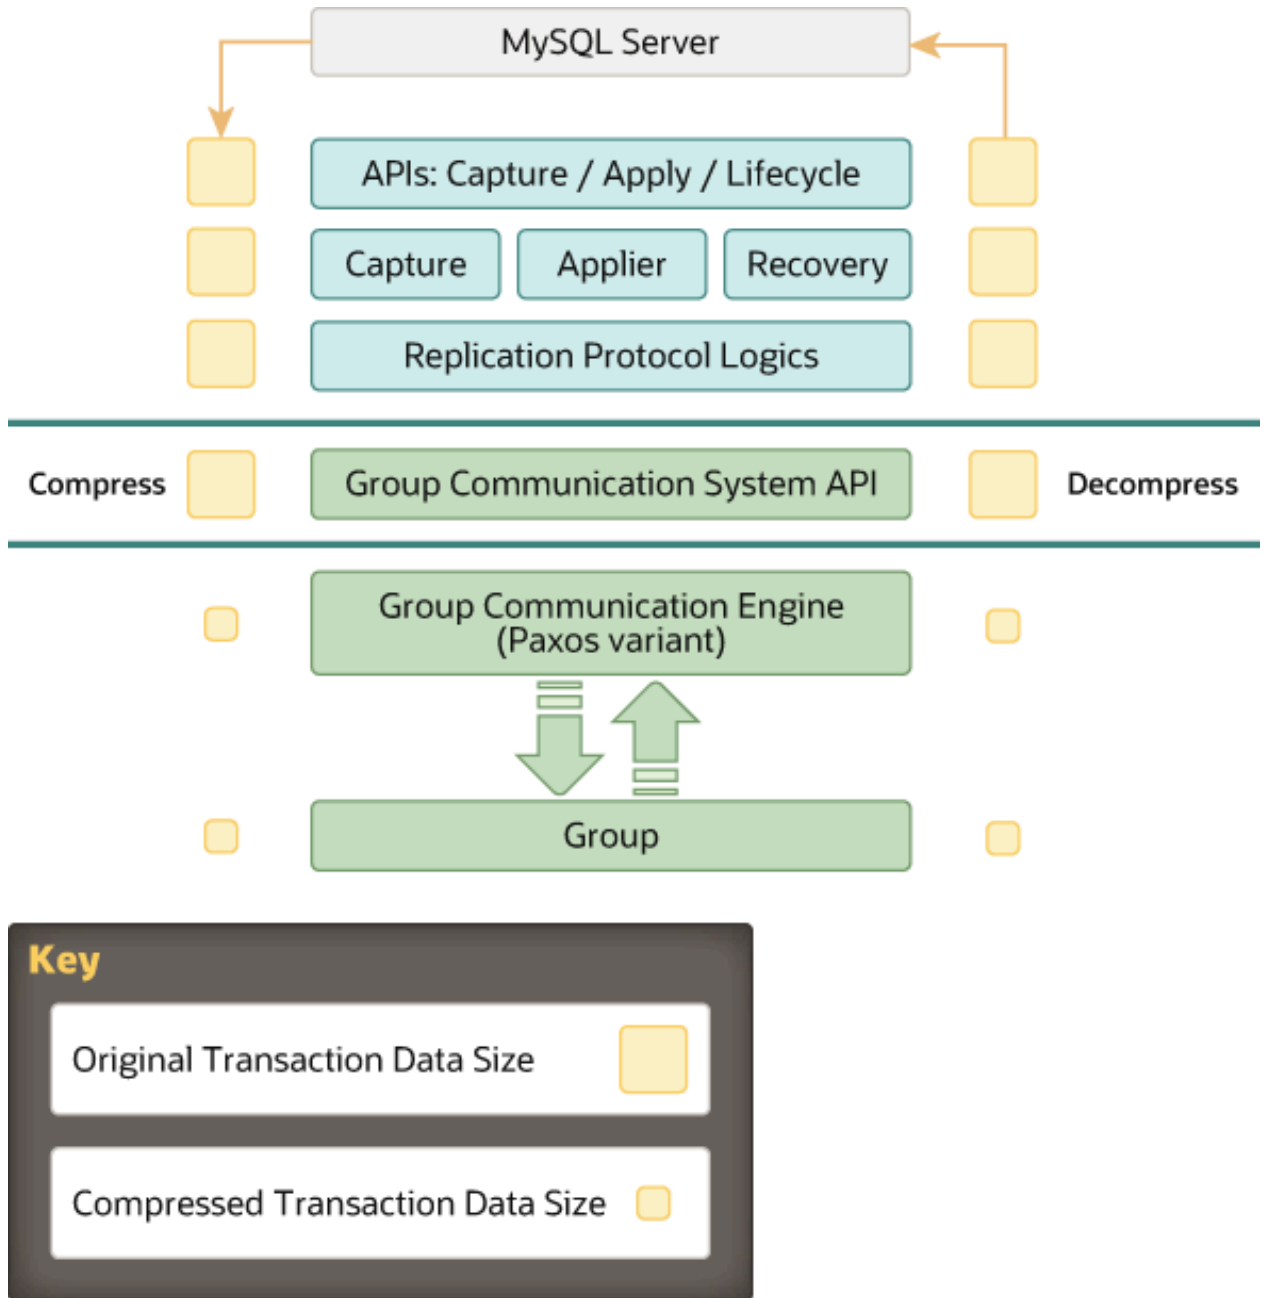 MySQL Server
APIs: Capture / Apply / Lifecycle
Capture
Applier
Recovery
Replication Protocol Logics
Compress
Group Communication System API
Decompress
Group Communication Engine
(Paxos variant)
Group
Key
Original Transaction Data Size
Compressed Transaction Data Size